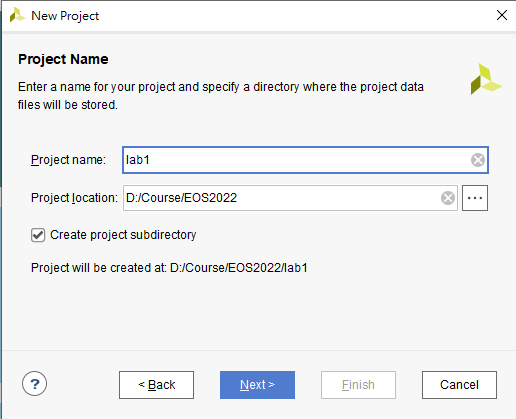 New Project
Project Name
Enter a name for your project and specify a directory where the project data
files will be stored.
Project name: lab1
Project location: D:/Course/EOS2022
Create project subdirectory
Project will be created at: D:/Course/EOS2022/lab1
? < Back Next > Finish Cancel